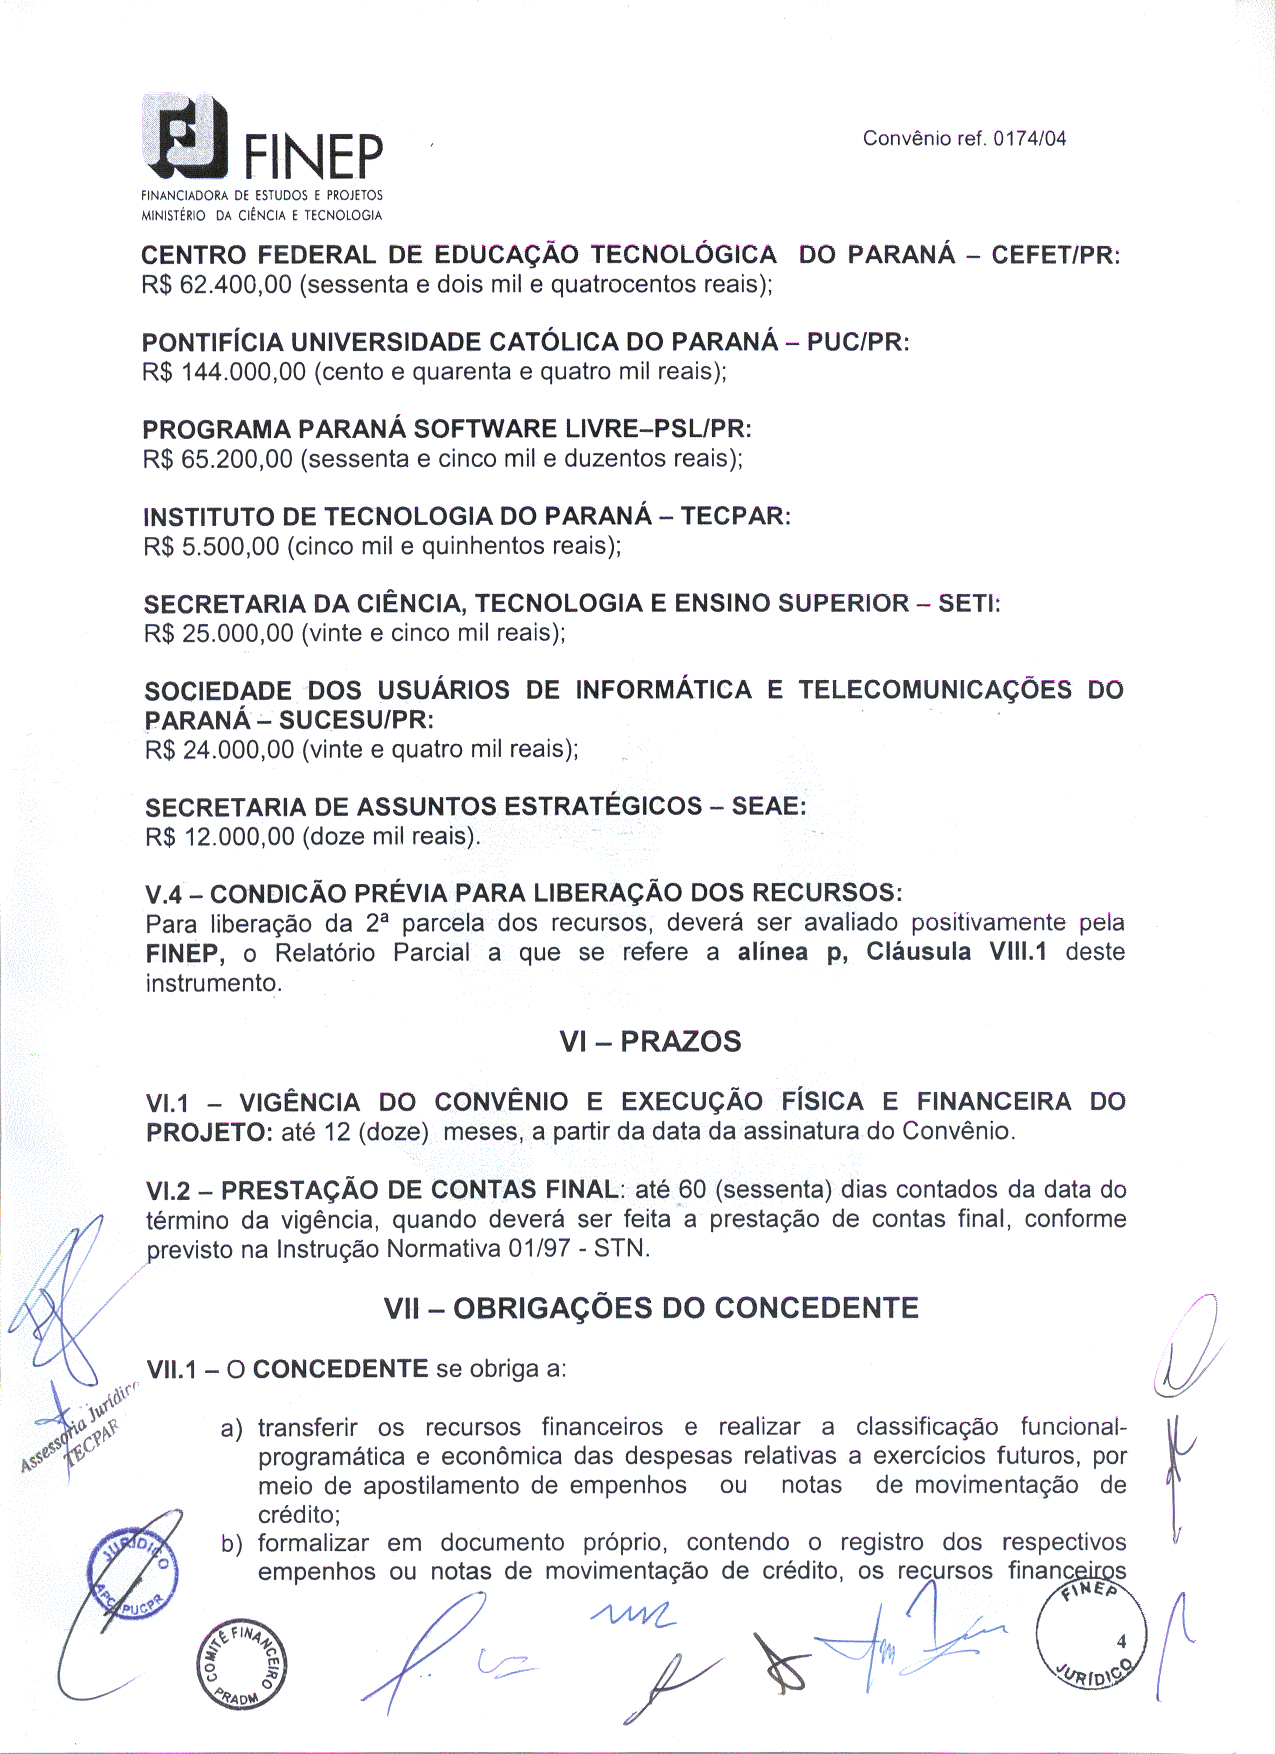 FINEP
Convênio ref. 0174/04
FINANCIADORA DE ESTUDOS E PROJETOS
MINISTÉRIO DA CIÊNCIA E TECNOLOGIA
CENTRO FEDERAL DE EDUCAÇÃO TECNOLÓGICA DO PARANÁ – CEFET/PR:
R$ 62.400,00 (sessenta e dois mil e quatrocentos reais);
PONTIFÍCIA UNIVERSIDADE CATÓLICA DO PARANÁ – PUC/PR:
R$ 144.000,00 (cento e quarenta e quatro mil reais);
PROGRAMA PARANÁ SOFTWARE LIVRE–PSL/PR:
R$ 65.200,00 (sessenta e cinco mil e duzentos reais);
INSTITUTO DE TECNOLOGIA DO PARANÁ – TECPAR:
R$ 5.500,00 (cinco mil e quinhentos reais);
SECRETARIA DA CIÊNCIA, TECNOLOGIA E ENSINO SUPERIOR – SETI:
R$ 25.000,00 (vinte e cinco mil reais);
SOCIEDADE DOS USUÁRIOS DE INFORMÁTICA E TELECOMUNICAÇÕES DO
PARANÁ – SUCESU/PR:
R$ 24.000,00 (vinte e quatro mil reais);
SECRETARIA DE ASSUNTOS ESTRATÉGICOS – SEAE:
R$ 12.000,00 (doze mil reais).
V.4 – CONDICÃO PRÉVIA PARA LIBERAÇÃO DOS RECURSOS:
Para liberação da 2ª parcela dos recursos, deverá ser avaliado positivamente pela
FINEP, o Relatório Parcial a que se refere a alínea p, Cláusula VIII.1 deste
instrumento.
VI – PRAZOS
VI.1 – VIGÊNCIA DO CONVÊNIO E EXECUÇÃO FÍSICA E FINANCEIRA DO
PROJETO: até 12 (doze) meses, a partir da data da assinatura do Convênio.
VI.2 – PRESTAÇÃO DE CONTAS FINAL: até 60 (sessenta) dias contados da data do
término da vigência, quando deverá ser feita a prestação de contas final, conforme
previsto na Instrução Normativa 01/97 - STN.
VII – OBRIGAÇÕES DO CONCEDENTE
VII.1 – O CONCEDENTE se obriga a:
Assessoria Jurídica
TECPAR
a) transferir os recursos financeiros e realizar a classificação funcional-
programática e econômica das despesas relativas a exercícios futuros, por
meio de apostilamento de empenhos ou notas de movimentação de
crédito;
b) formalizar em documento próprio, contendo o registro dos respectivos
empenhos ou notas de movimentação de crédito, os recursos financeiros
JURIDICO
APC/PUCPR
COMITÊ FINANCEIRO
PRADM
FINEP
4
JURÍDICO